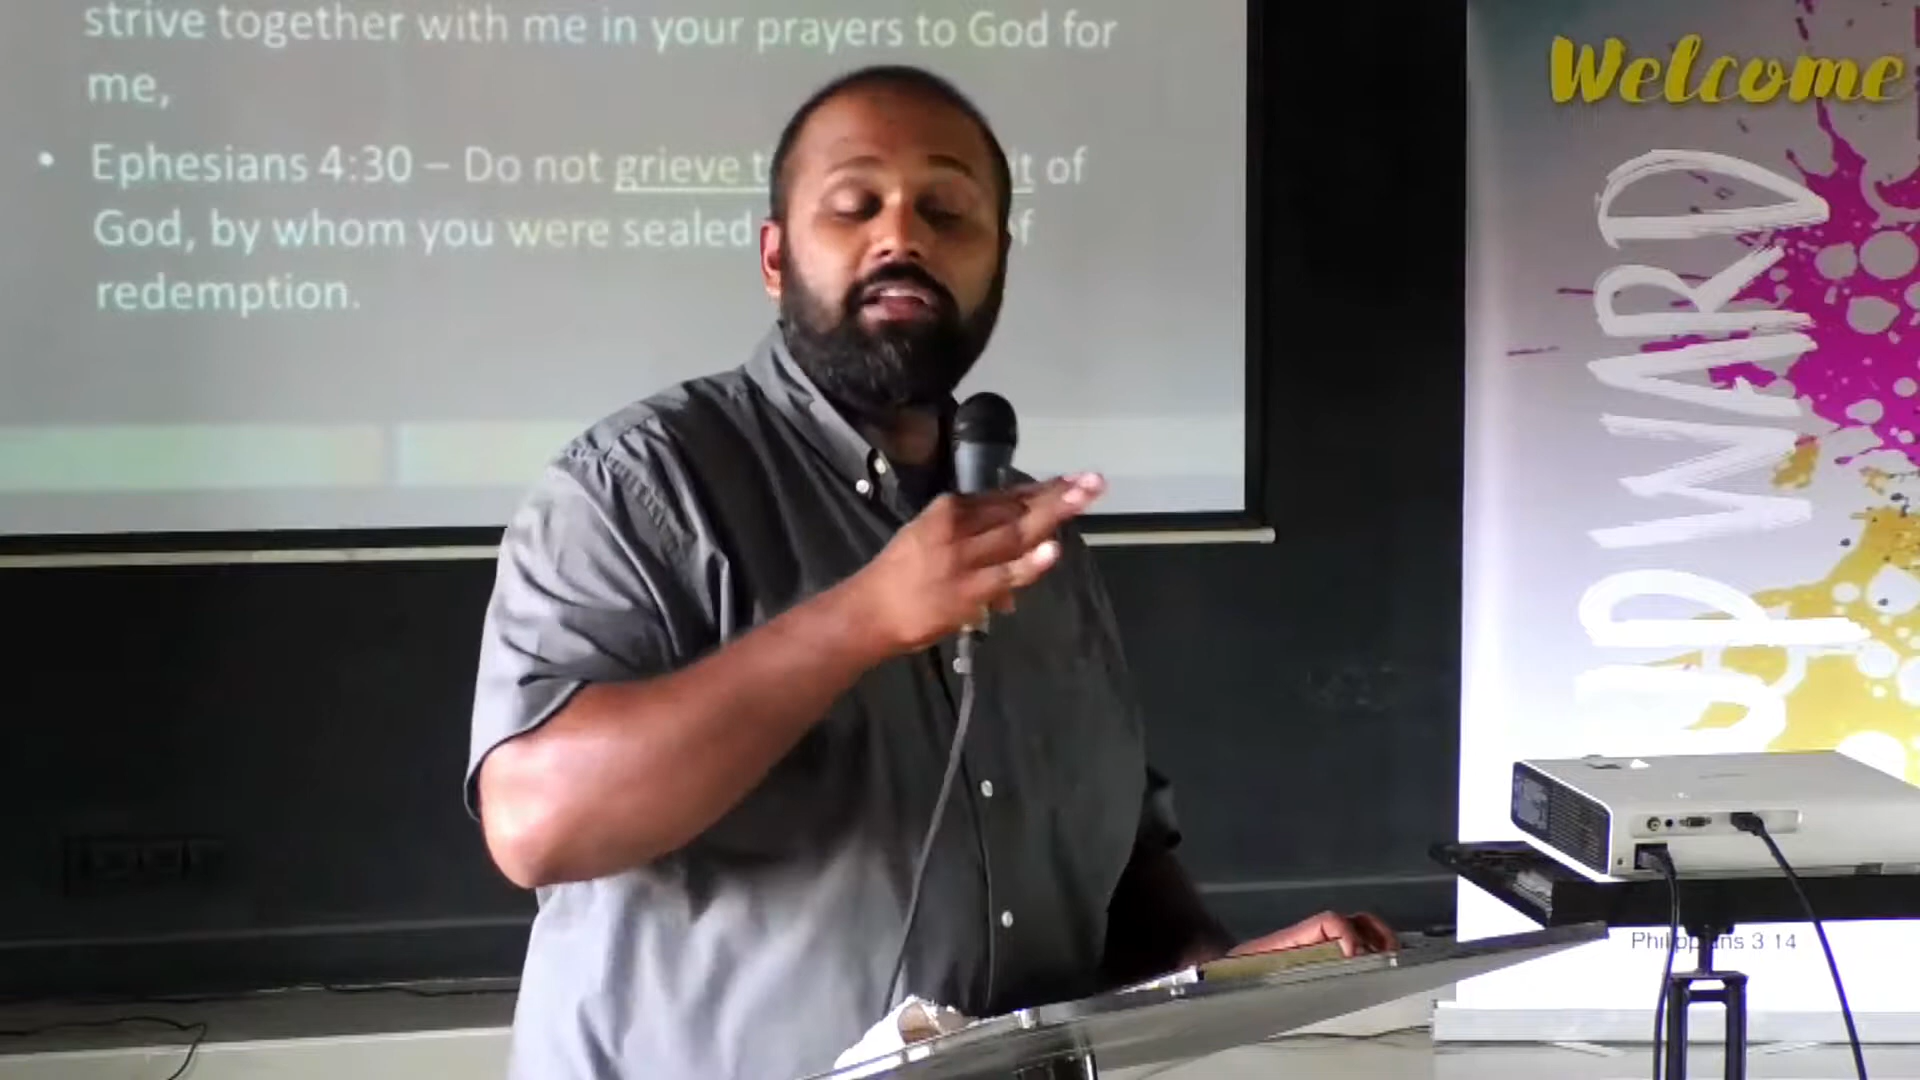 strive together with me in your prayers to God for
me,
• Ephesians 4:30 – Do not grieve of
God, by whom you were sealed
redemption.
Welcome
UPWARD
Philippians 3 14